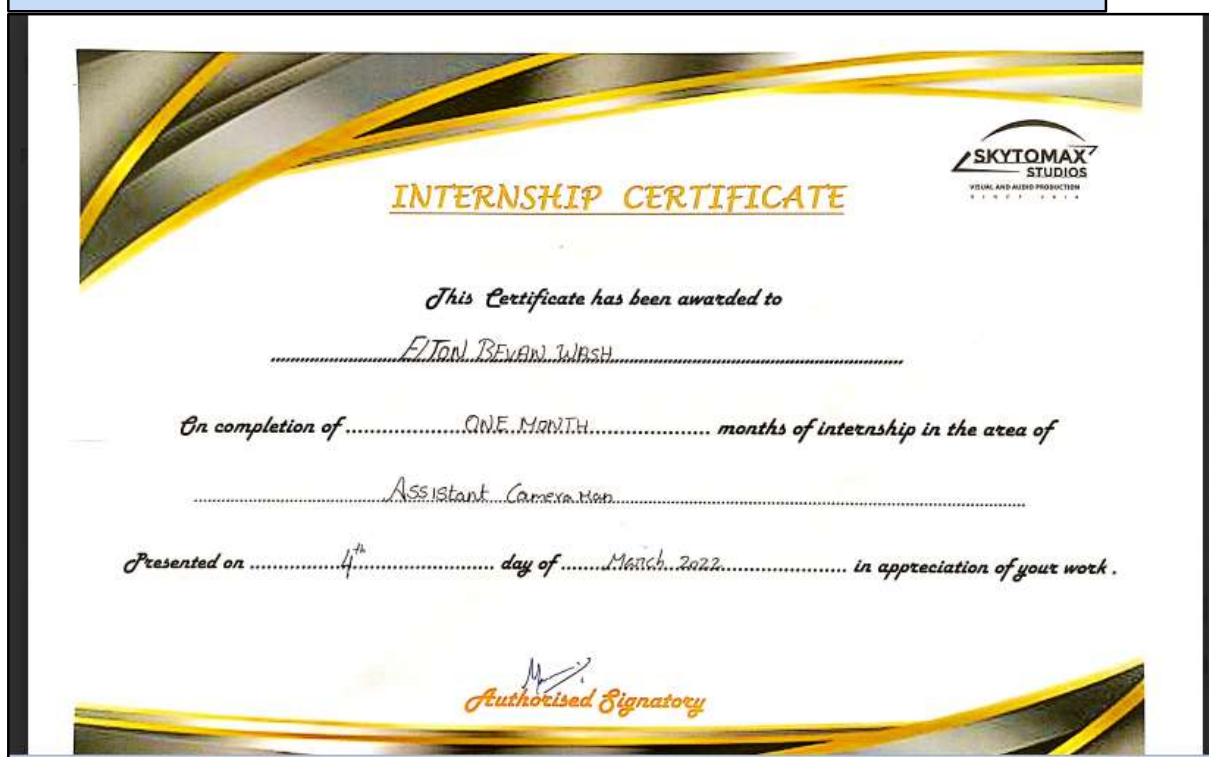 SKYTOMAX
STUDIOS
VISUAL AND AUDIO PRODUCTION
INTERNSHIP CERTIFICATE
This Certificate has been awarded to
ELTON BEVAN WASH
On completion of ....................ONE MONTH.................... months of internship in the area of
Assistant Camera Man
Presented on ...............4th..................... day of ........March 2022..................... in appreciation of your work .
Authorised Signatory